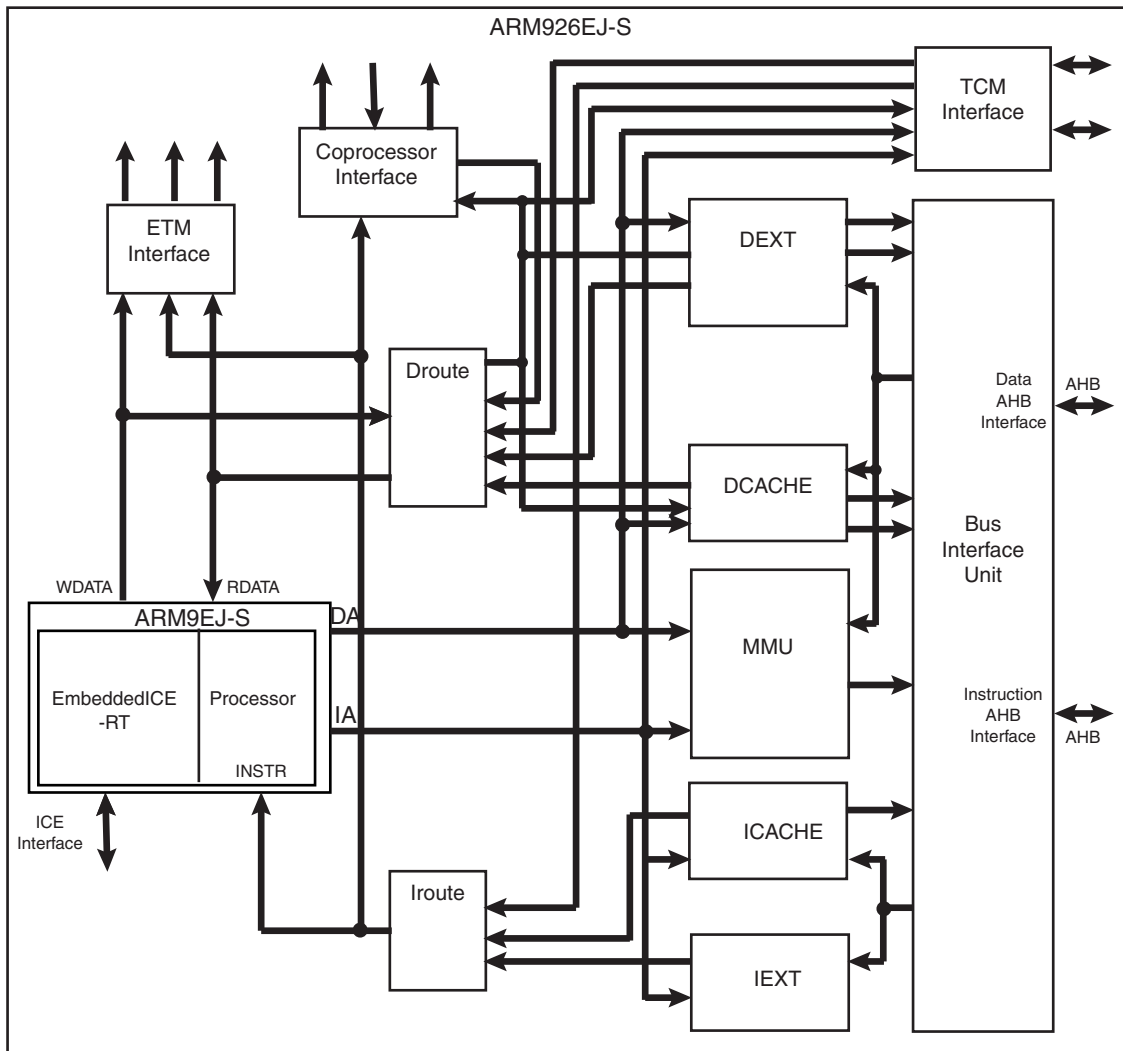 ARM926EJ-S
TCM
Interface
Coprocessor
Interface
ETM
Interface
DEXT
Droute
Data
AHB
Interface
AHB
DCACHE
Bus
Interface
Unit
WDATA
RDATA
ARM9EJ-S
DA
MMU
EmbeddedICE
-RT
Processor
IA
Instruction
AHB
Interface
AHB
INSTR
ICE
Interface
ICACHE
Iroute
IEXT